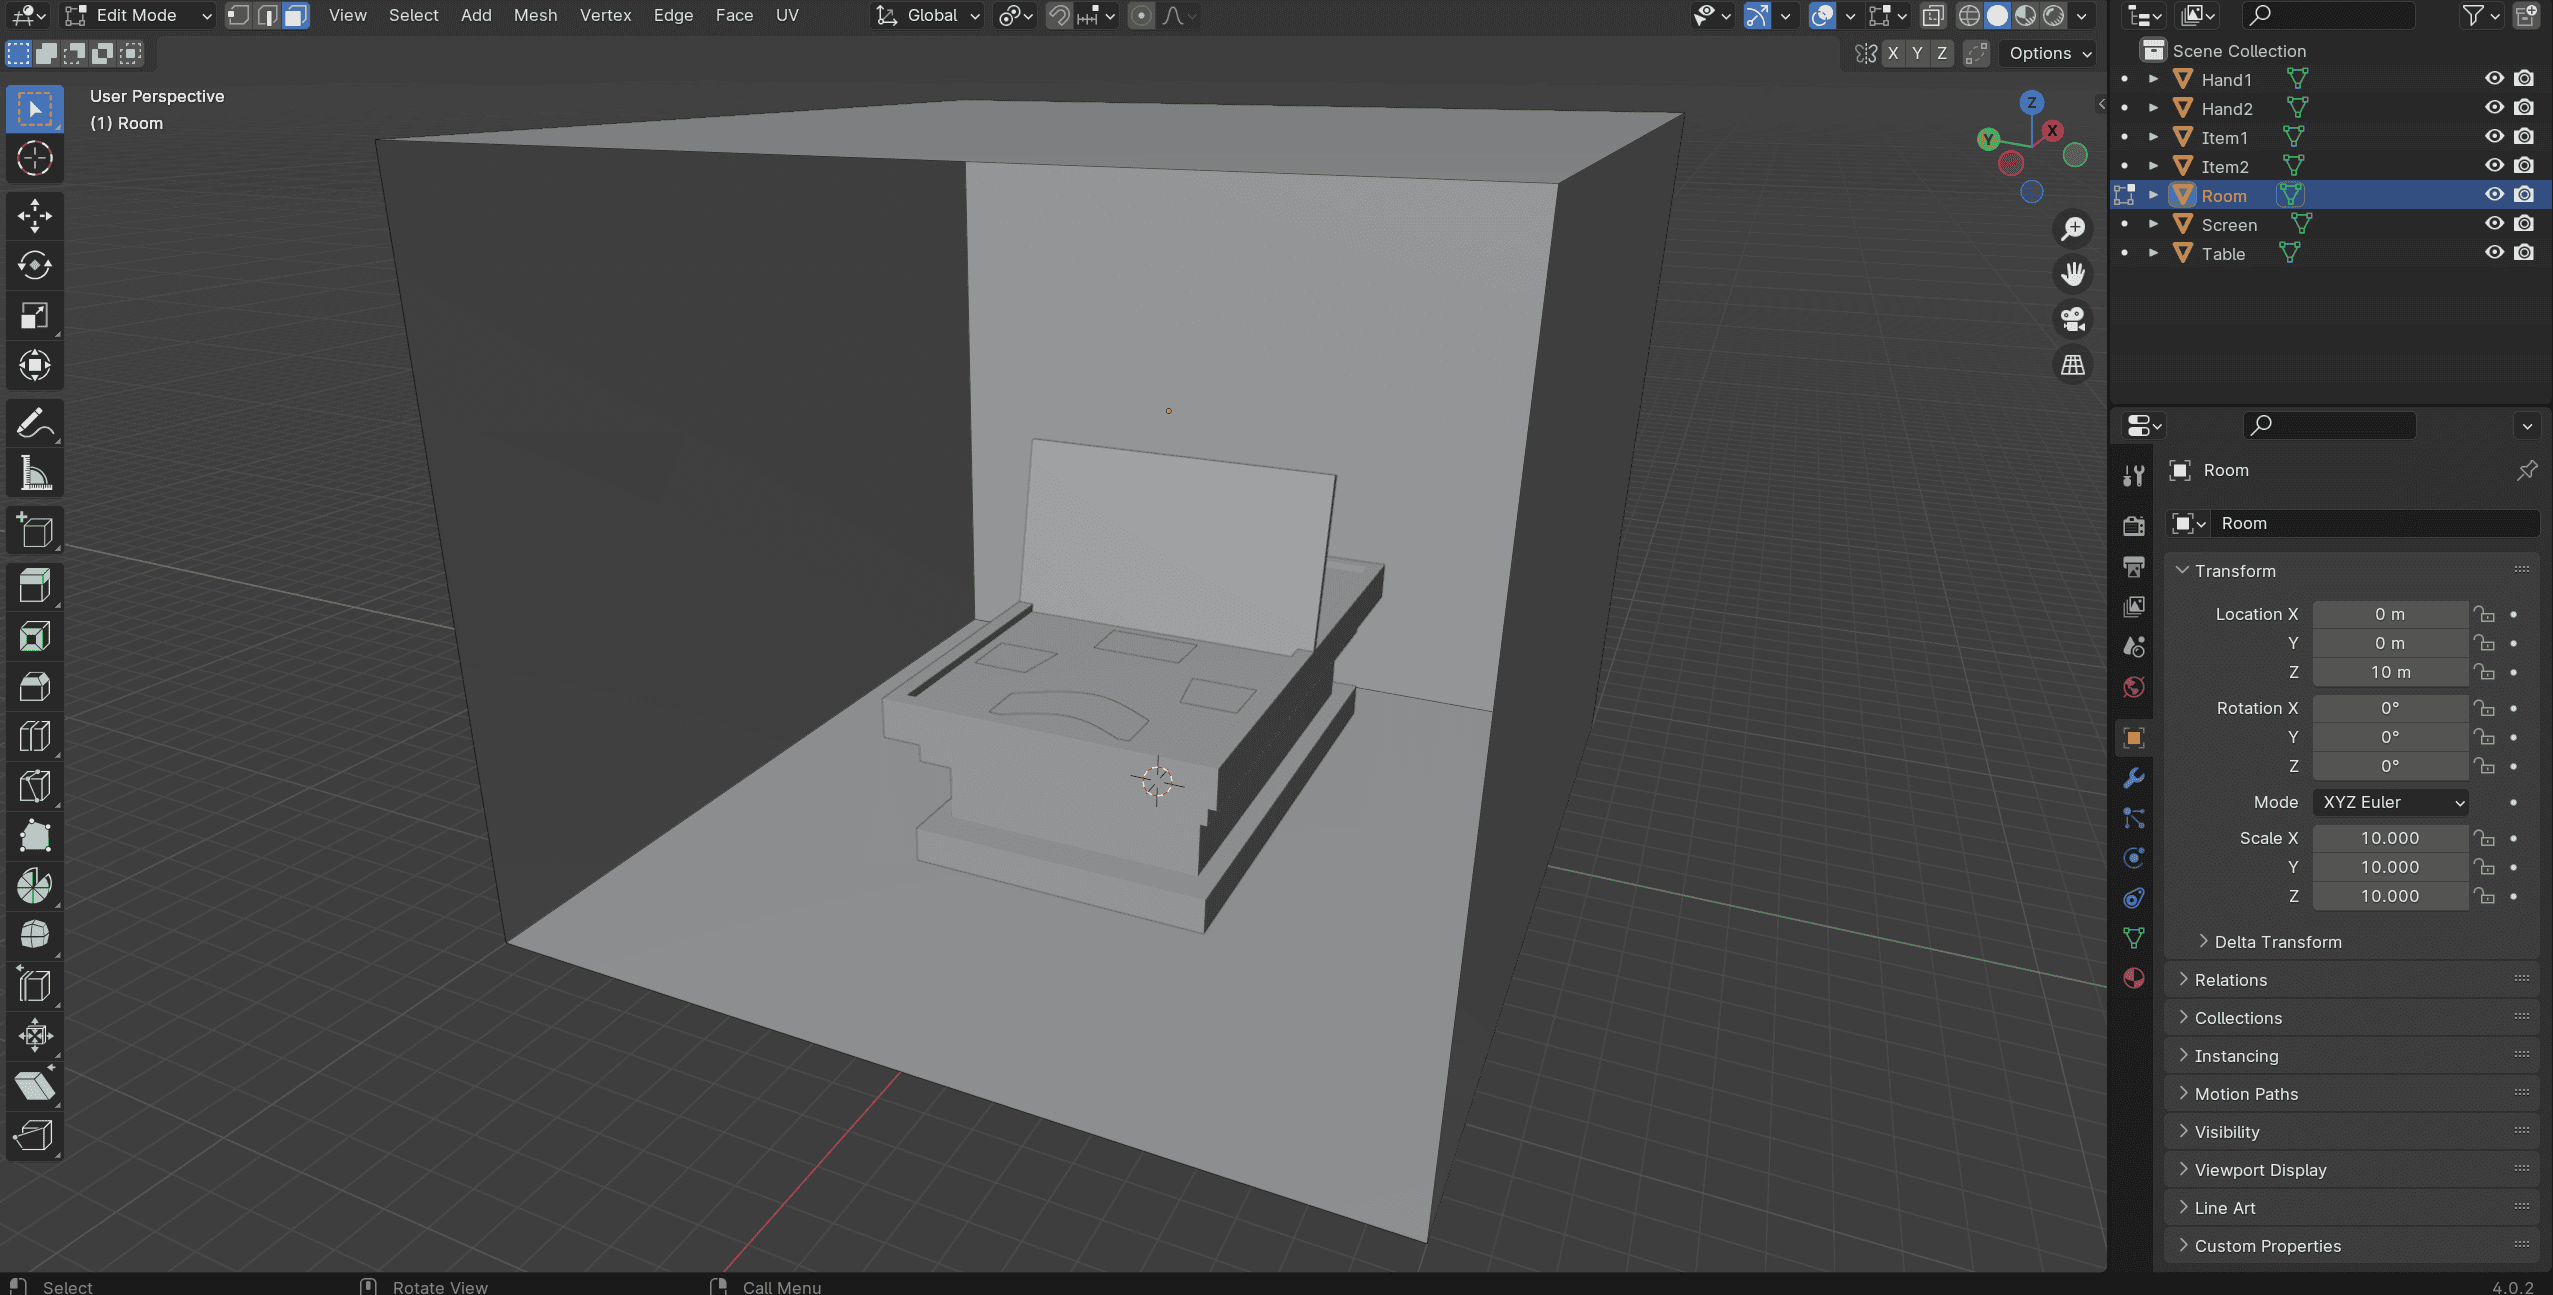 Edit Mode View Select Add Mesh Vertex Edge Face UV Global
X Y Z Options
User Perspective
(1) Room
Z
Y
X
Scene Collection
Hand1
Hand2
Item1
Item2
Room
Screen
Table
Room
Room
Transform
Location X 0 m
Y 0 m
Z 10 m
Rotation X 0°
Y 0°
Z 0°
Mode XYZ Euler
Scale X 10.000
Y 10.000
Z 10.000
Delta Transform
Relations
Collections
Instancing
Motion Paths
Visibility
Viewport Display
Line Art
Custom Properties
Select Rotate View Call Menu 4.0.2